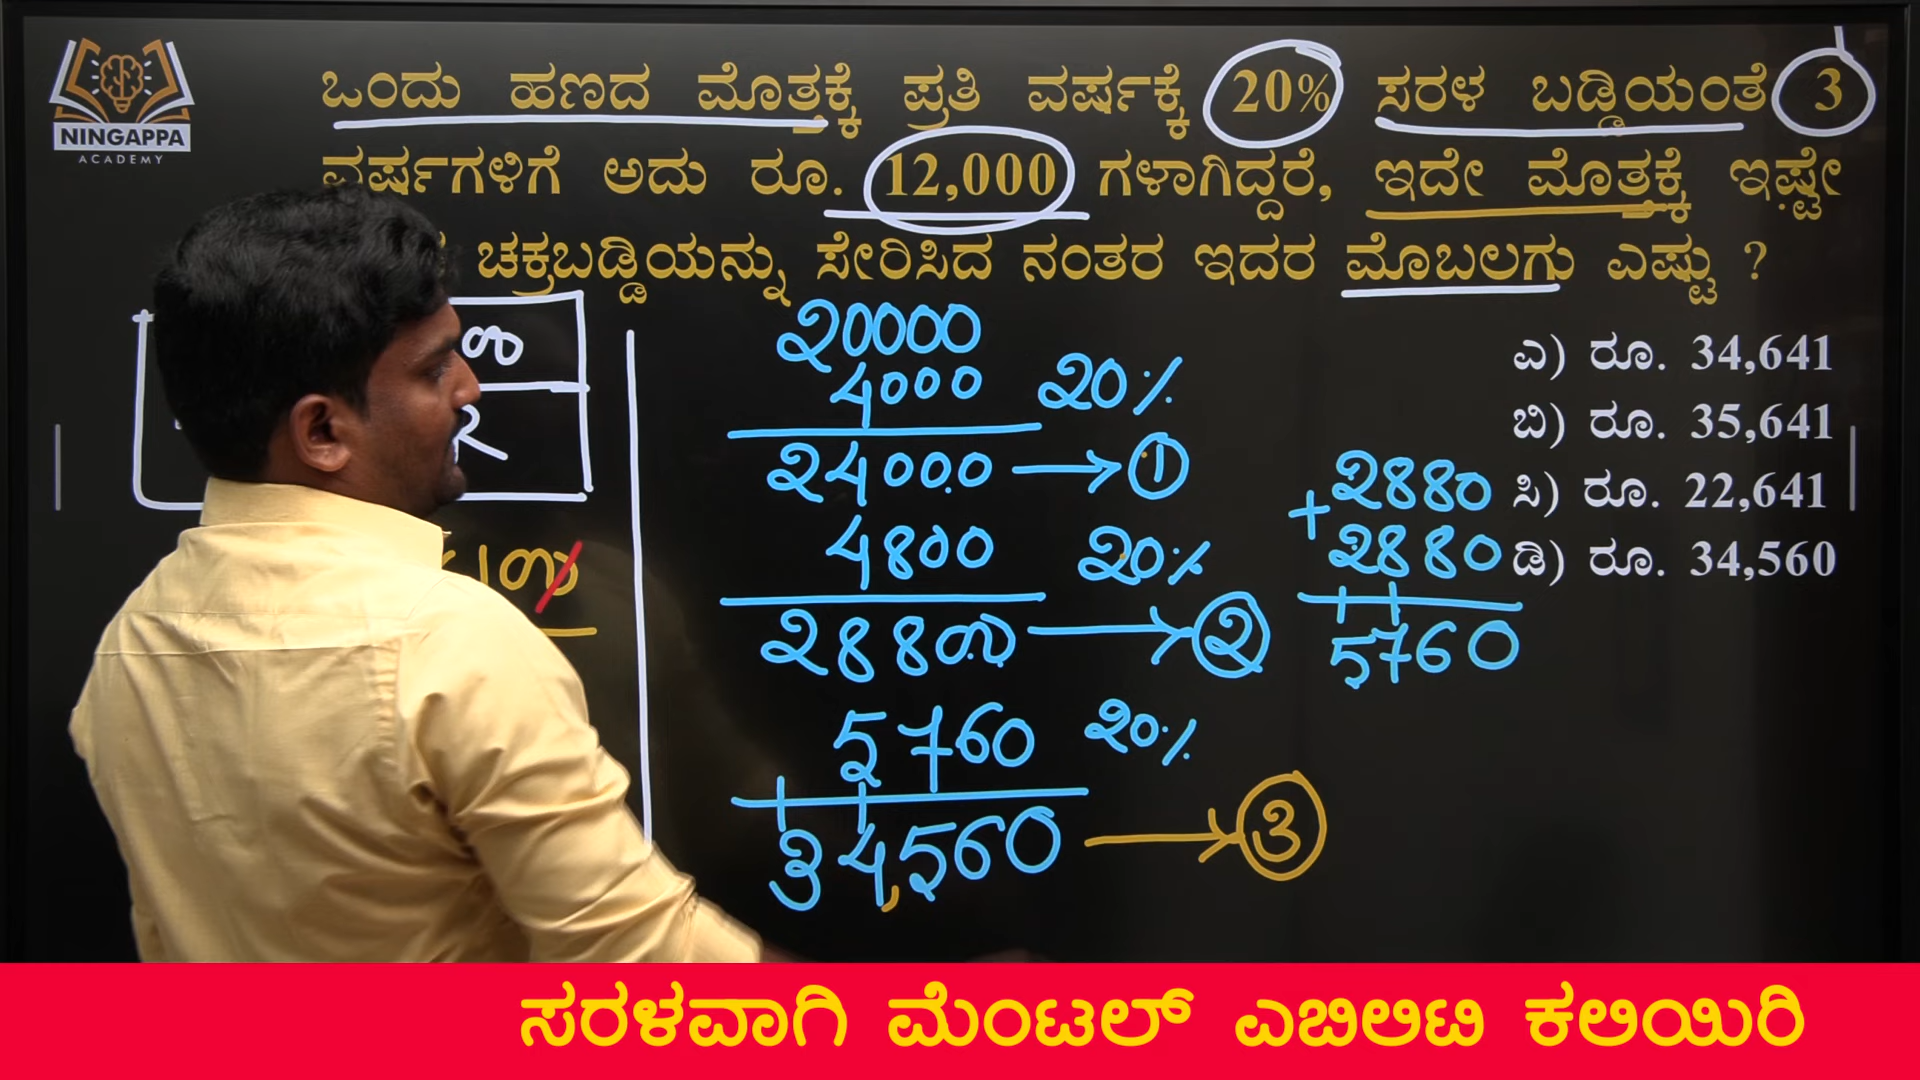 NINGAPPA
ACADEMY
ಒಂದು ಹಣದ ಮೊತ್ತಕ್ಕೆ ಪ್ರತಿ ವರ್ಷಕ್ಕೆ 20% ಸರಳ ಬಡ್ಡಿಯಂತೆ 3
ವರ್ಷಗಳಿಗೆ ಅದು ರೂ. 12,000 ಗಳಾಗಿದ್ದರೆ, ಇದೇ ಮೊತ್ತಕ್ಕೆ ಇಷ್ಟೇ
ಚಕ್ರಬಡ್ಡಿಯನ್ನು ಸೇರಿಸಿದ ನಂತರ ಇದರ ಮೊಬಲಗು ಎಷ್ಟು ?
20000
4000 20%
24000 → 1
4800 20%
28800 → 2
5760 20%
34,560 → 3
+ 2880
2880
5760
ಎ) ರೂ. 34,641
ಬಿ) ರೂ. 35,641
ಸಿ) ರೂ. 22,641
ಡಿ) ರೂ. 34,560
ಸರಳವಾಗಿ ಮೆಂಟಲ್ ಎಬಿಲಿಟಿ ಕಲಿಯಿರಿ